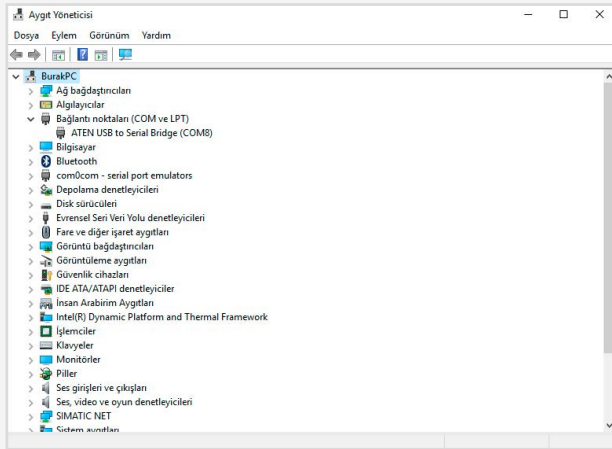 Aygıt Yöneticisi
Dosya Eylem Görünüm Yardım
BurakPC
Ağ bağdaştırıcıları
Algılayıcılar
Bağlantı noktaları (COM ve LPT)
ATEN USB to Serial Bridge (COM8)
Bilgisayar
Bluetooth
com0com - serial port emulators
Depolama denetleyicileri
Disk sürücüleri
Evrensel Seri Veri Yolu denetleyicileri
Fare ve diğer işaret aygıtları
Görüntü bağdaştırıcıları
Görüntüleme aygıtları
Güvenlik cihazları
IDE ATA/ATAPI denetleyiciler
İnsan Arabirim Aygıtları
Intel(R) Dynamic Platform and Thermal Framework
İşlemciler
Klavyeler
Monitörler
Piller
Ses girişleri ve çıkışları
Ses, video ve oyun denetleyicileri
SIMATIC NET
Sistem aygıtları